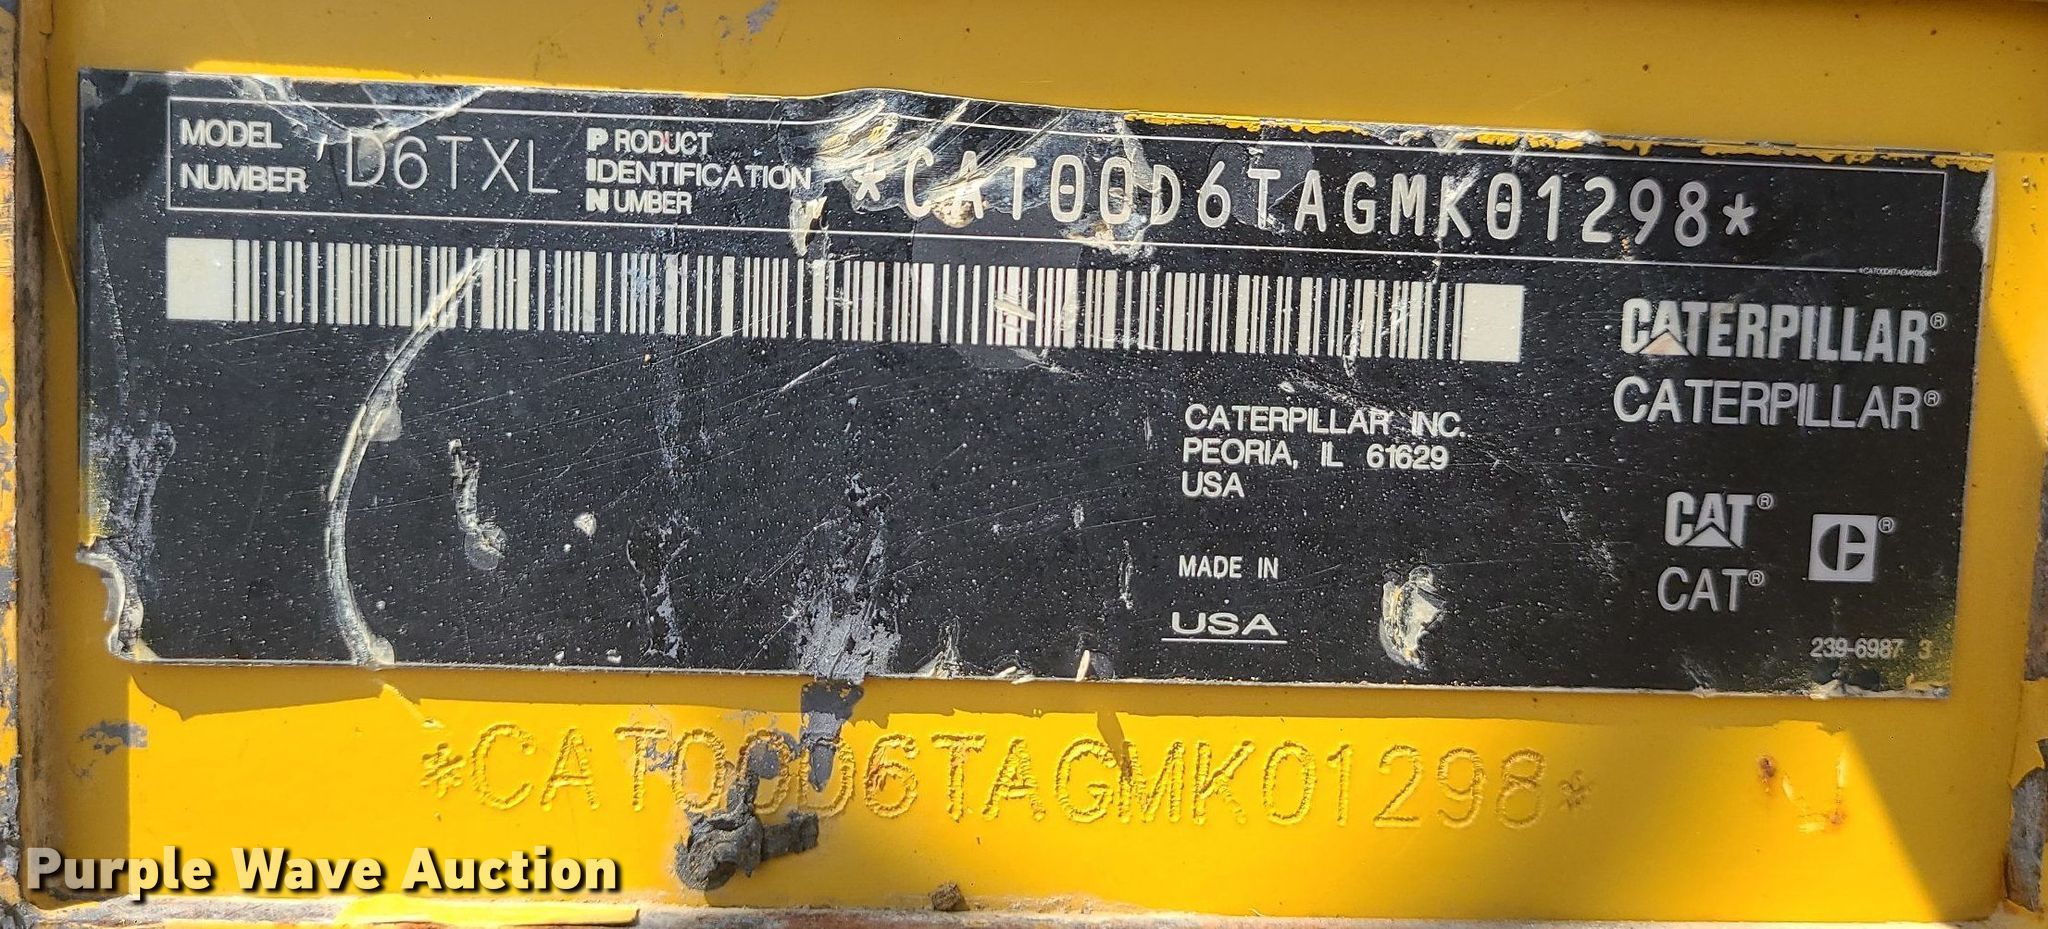 MODEL NUMBER D6TXL
PRODUCT IDENTIFICATION NUMBER *CAT00D6TAGMK01298*
*CAT00D6TAGMK01298*
CATERPILLAR®
CATERPILLAR®
CATERPILLAR INC.
PEORIA, IL 61629
USA
CAT®
CAT®
®
MADE IN
USA
239-6987 3
*CAT00D6TAGMK01298*
Purple Wave Auction